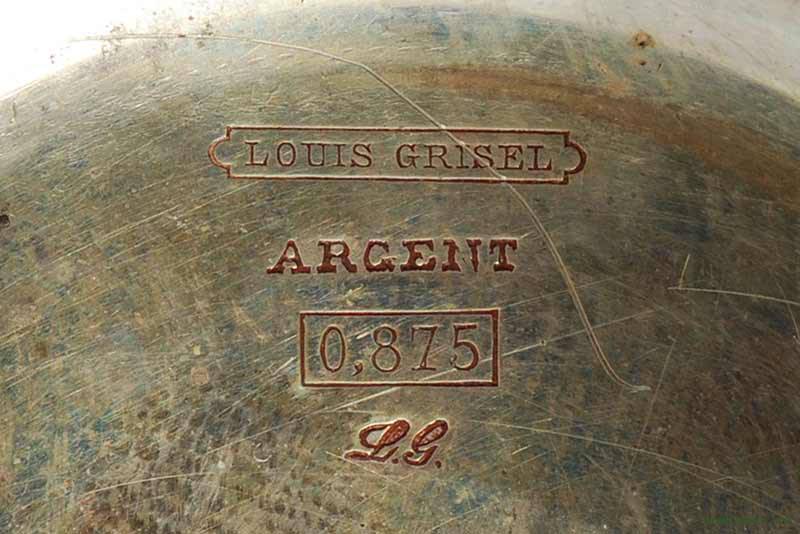 LOUIS GRISEL
ARGENT
0,875
L.G.